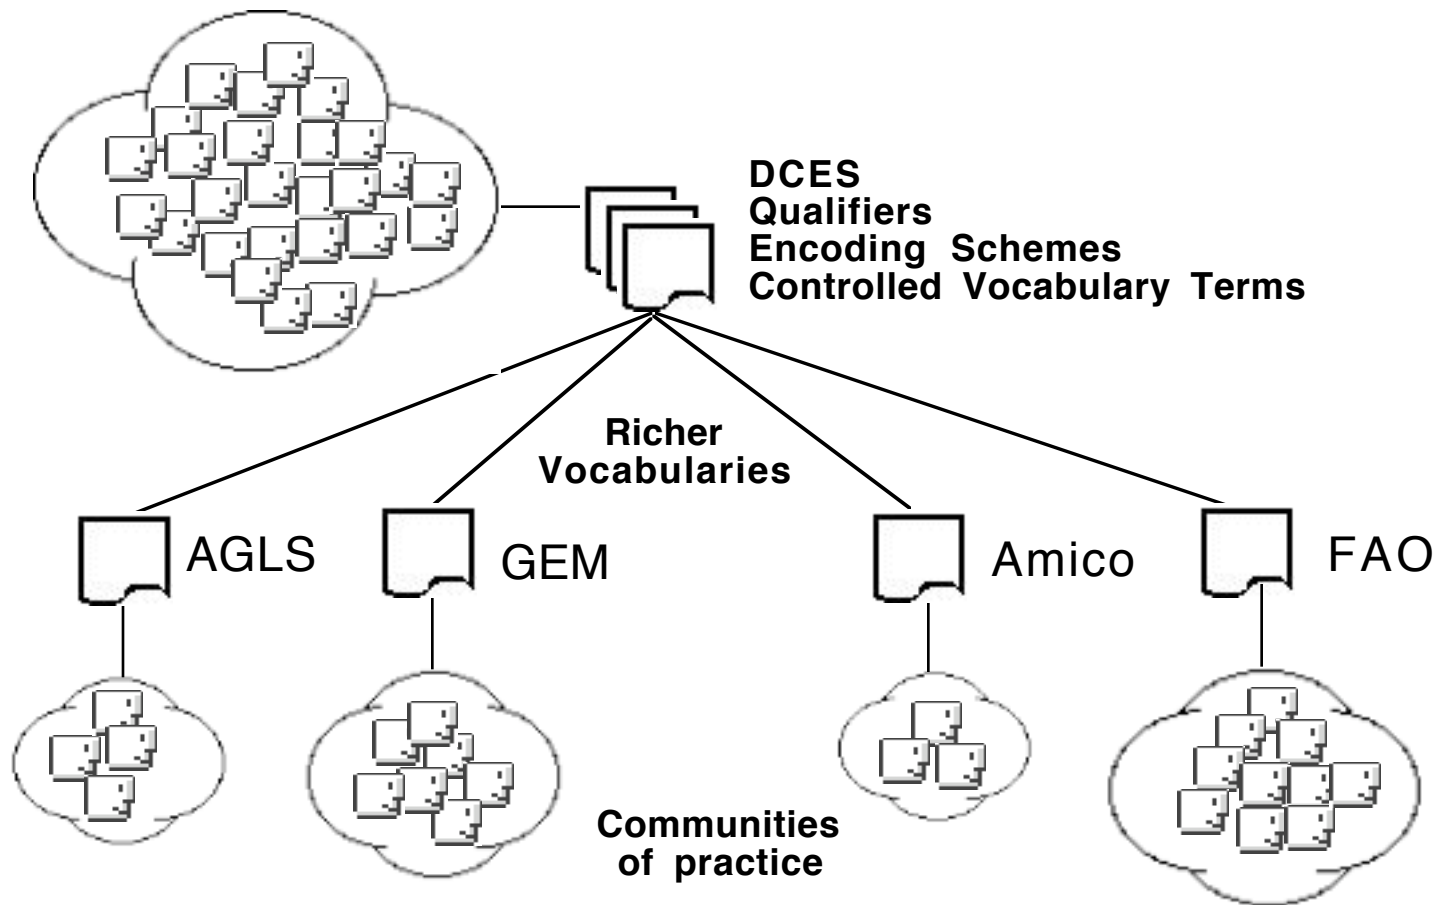 DCES
Qualifiers
Encoding Schemes
Controlled Vocabulary Terms
Richer
Vocabularies
AGLS
GEM
Amico
FAO
Communities
of practice